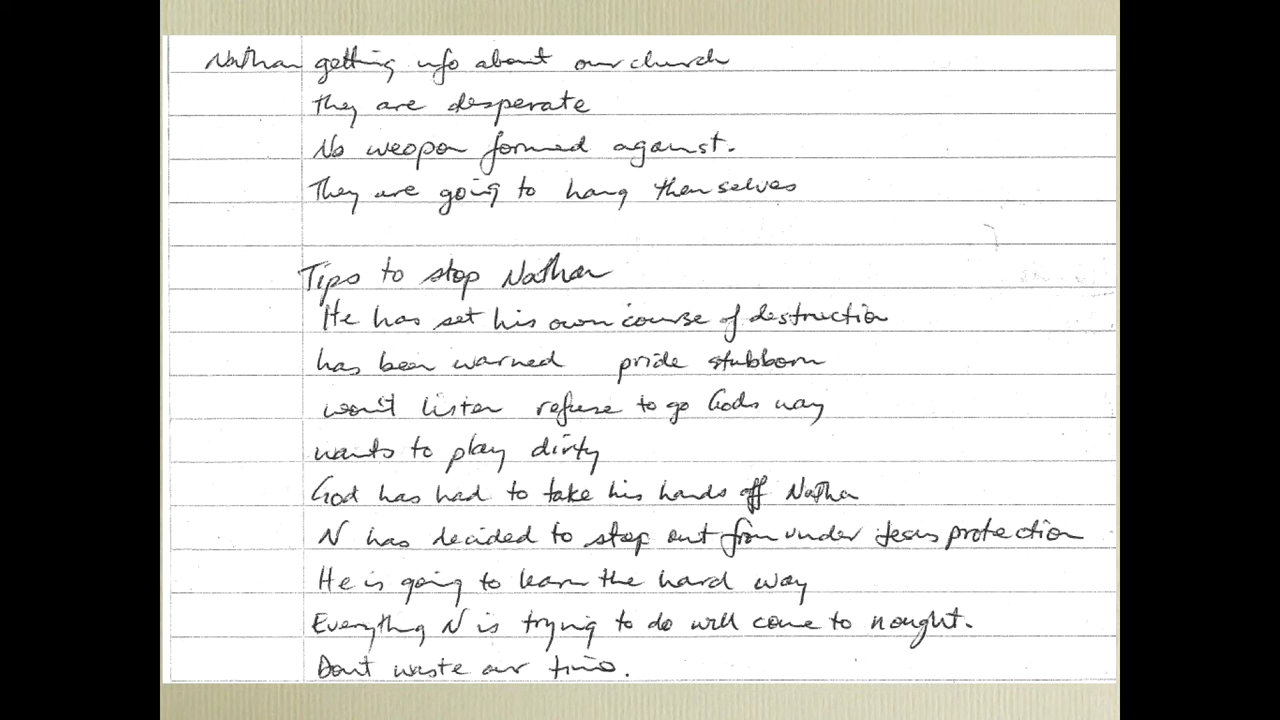 Nathan getting info about our church
They are desperate
No weopon formed against.
They are going to hang themselves
Tips to stop Nathan
He has set his own course of destruction
has been warned pride stubborn
won't listen refuse to go Gods way
wants to play dirty
God has had to take his hands off Nathan
N has decided to step out from under Jesus protection
He is going to learn the hard way
Everything N is trying to do will come to nought.
Dont waste our time.